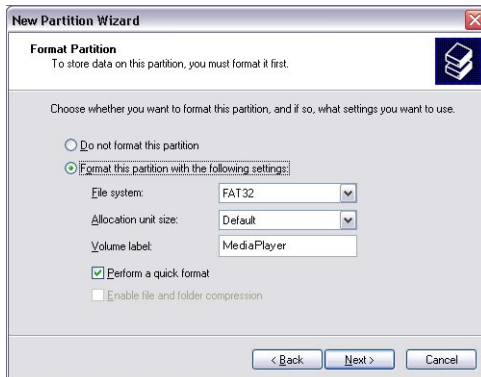 New Partition Wizard
Format Partition
To store data on this partition, you must format it first.
Choose whether you want to format this partition, and if so, what settings you want to use.
Do not format this partition
Format this partition with the following settings:
File system: FAT32
Allocation unit size: Default
Volume label: MediaPlayer
Perform a quick format
Enable file and folder compression
< Back Next > Cancel